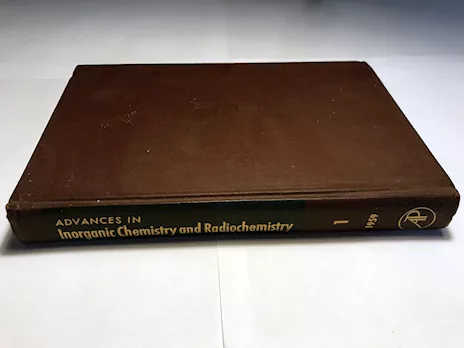 ADVANCES IN
Inorganic Chemistry and Radiochemistry
1
1959
AP